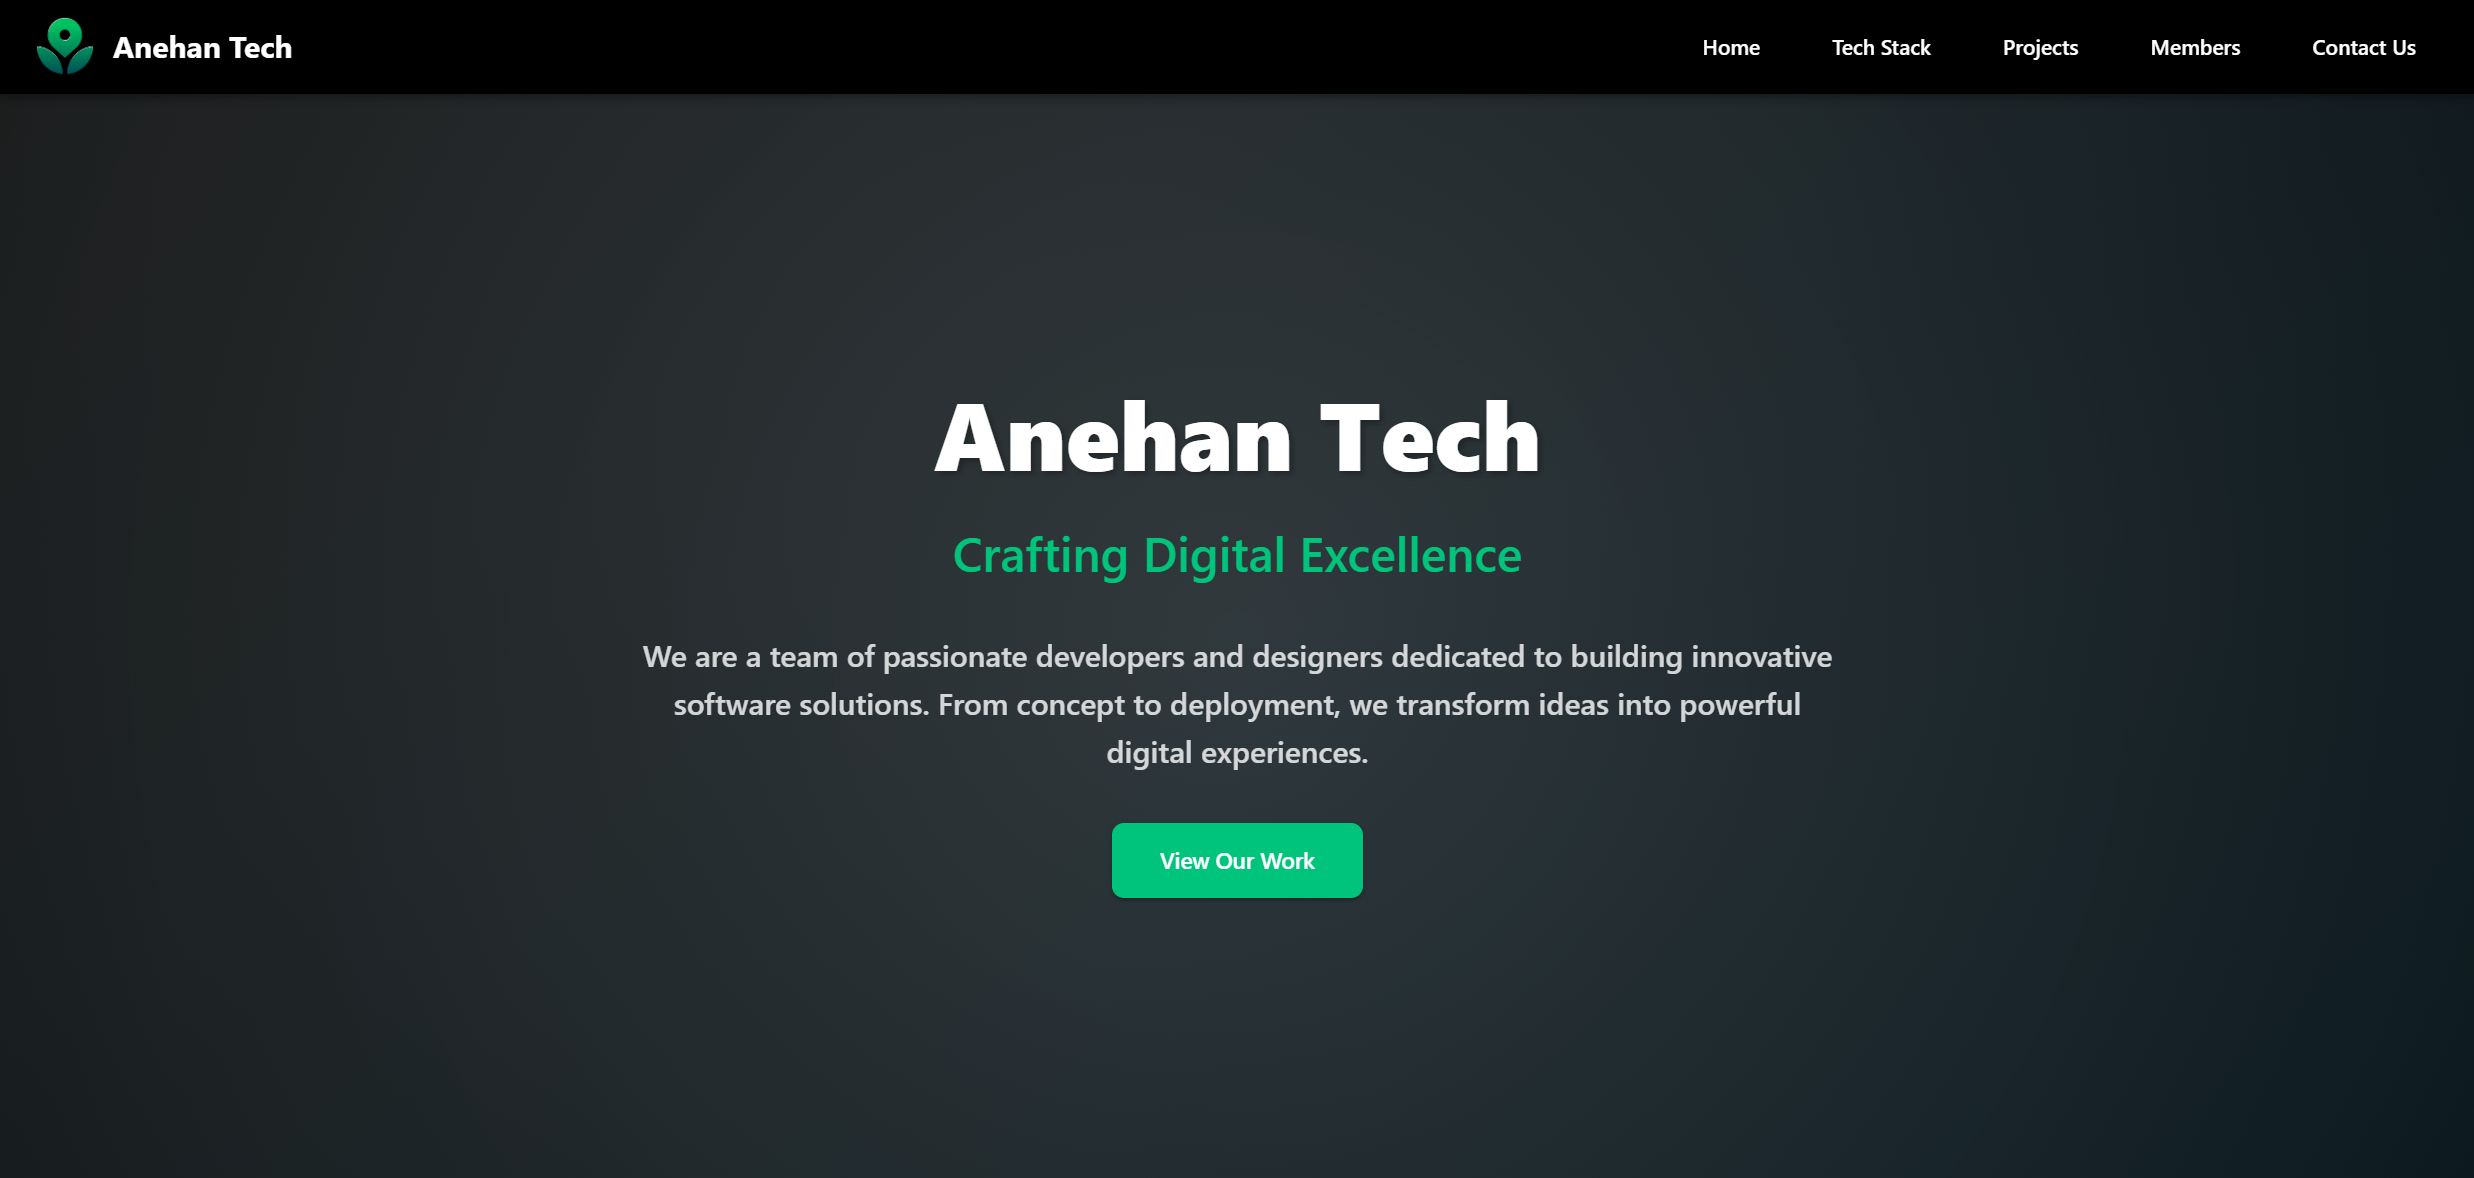 Anehan Tech
Home
Tech Stack
Projects
Members
Contact Us
Anehan Tech
Crafting Digital Excellence
We are a team of passionate developers and designers dedicated to building innovative
software solutions. From concept to deployment, we transform ideas into powerful
digital experiences.
View Our Work